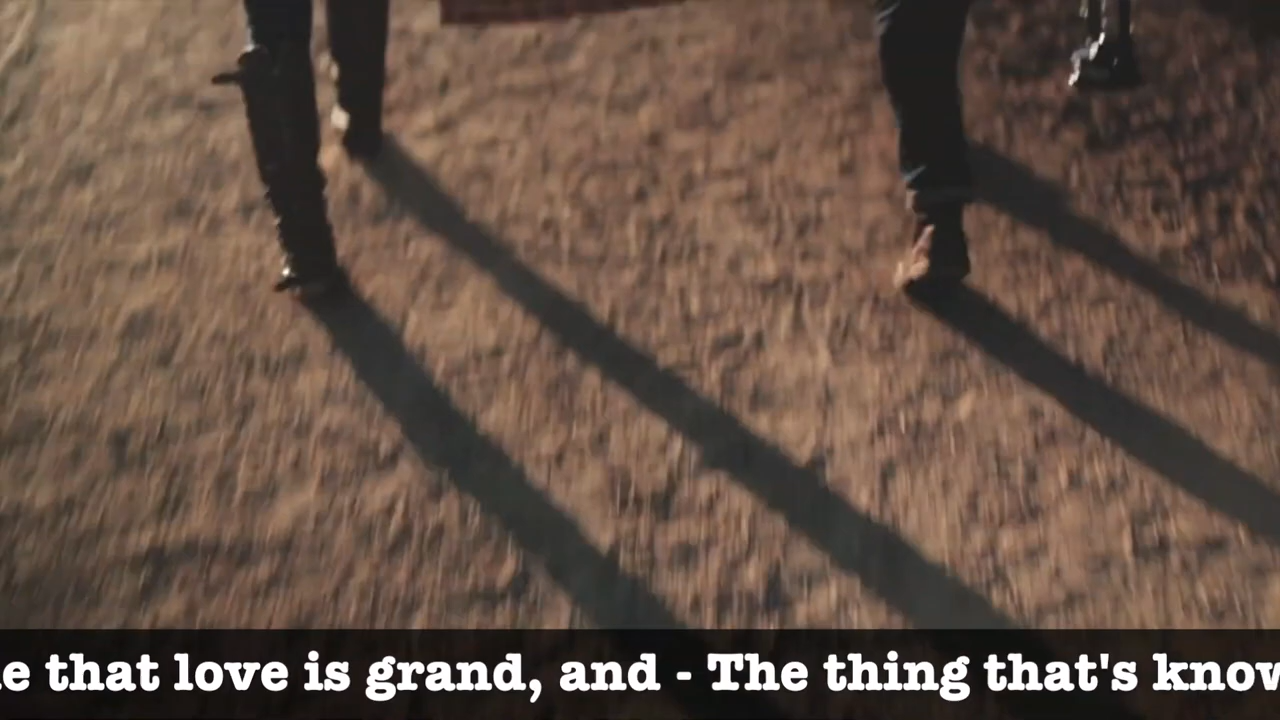 that love is grand, and - The thing that's